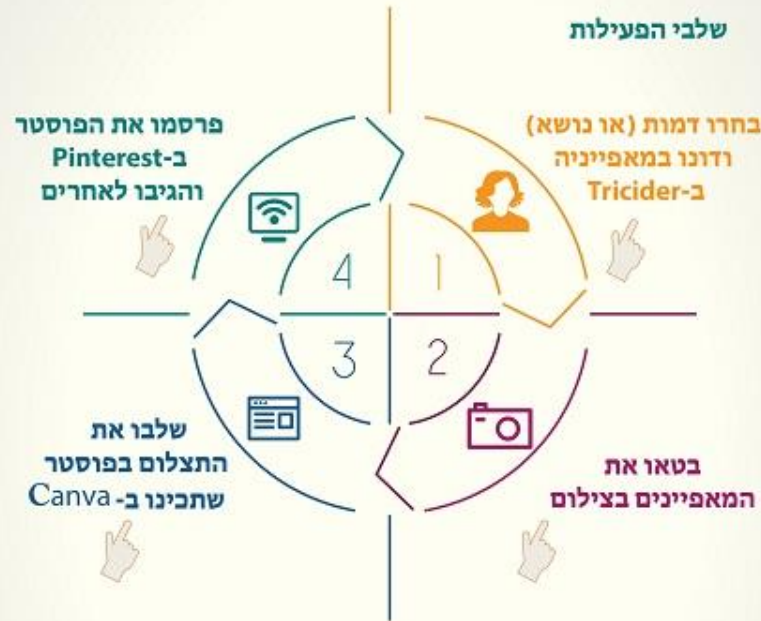 שלבי הפעילות
בחרו דמות (או נושא)
ודונו במאפייניה
ב-Tricider
1
2
בטאו את
המאפיינים בצילום
3
שלבו את
התצלום בפוסטר
שתכינו ב-Canva
4
פרסמו את הפוסטר
ב-Pinterest
והגיבו לאחרים